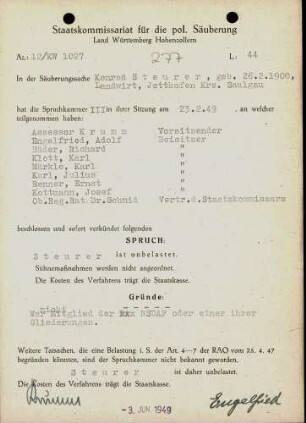 Staatskommissariat für die pol. Säuberung
Land Württemberg Hohenzollern
Az.: 12/KOV 1027 277 L: 44
In der Säuberungssache Konrad Steurer, geb. 26.2.1900,
Landwirt, Jettkofen Krs. Saulgau
hat die Spruchkammer III in ihrer Sitzung am 23.2.49 an welcher
teilgenommen haben:
Assessor Krumm Vorsitzender
Engelfried, Adolf Beisitzer
Bader, Richard "
Klott, Karl "
Märkle, Karl "
Karl, Julius "
Renner, Ernst "
Kottmann, Josef "
Ob.Reg.Rat Dr. Schmid Vertr.d.Staatskommissars
beschlossen und sofort verkündet folgenden
SPRUCH:
Steurer ist unbelastet.
Sühnemaßnahmen werden nicht angeordnet.
Die Kosten des Verfahrens trägt die Staatskasse.
Gründe:
nicht
War Mitglied der NSDAP oder einer ihrer
Gliederungen.
Weitere Tatsachen, die eine Belastung i. S. der Art. 4—7 der RAO vom 25. 4. 47
begründen könnten, sind der Spruchkammer nicht bekannt geworden.
Steurer ist daher unbelastet.
Die Kosten des Verfahrens trägt die Staatskasse.
Krumm Engelfried
-3. JUN 1949